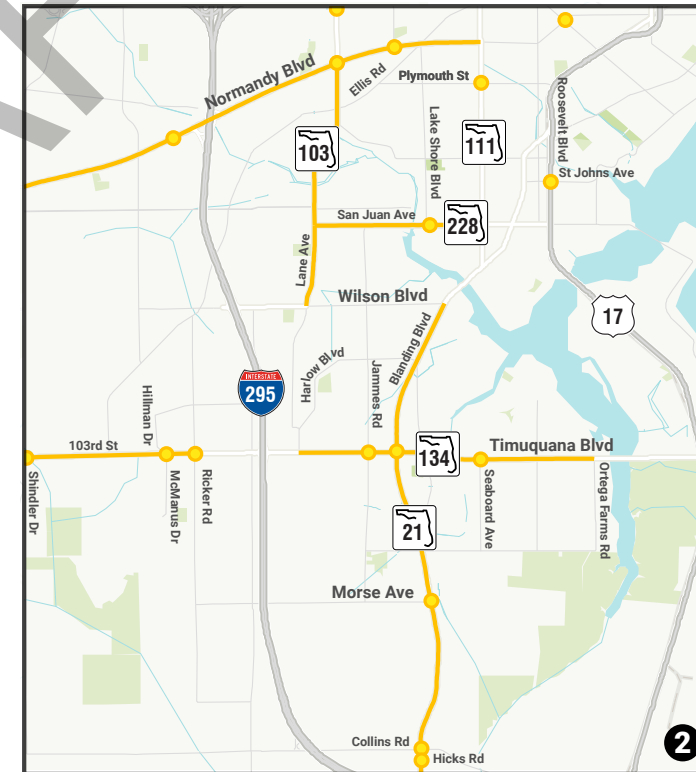 Normandy Blvd
Ellis Rd
Plymouth St
Roosevelt Blvd
Lake Shore Blvd
103
111
St Johns Ave
San Juan Ave
228
Lane Ave
Wilson Blvd
17
Blanding Blvd
Harlow Blvd
Jammes Rd
INTERSTATE
295
Hillman Dr
103rd St
134
Timuquana Blvd
Shindler Dr
McManus Dr
Ricker Rd
Seaboard Ave
Ortega Farms Rd
21
Morse Ave
Collins Rd
Hicks Rd
2